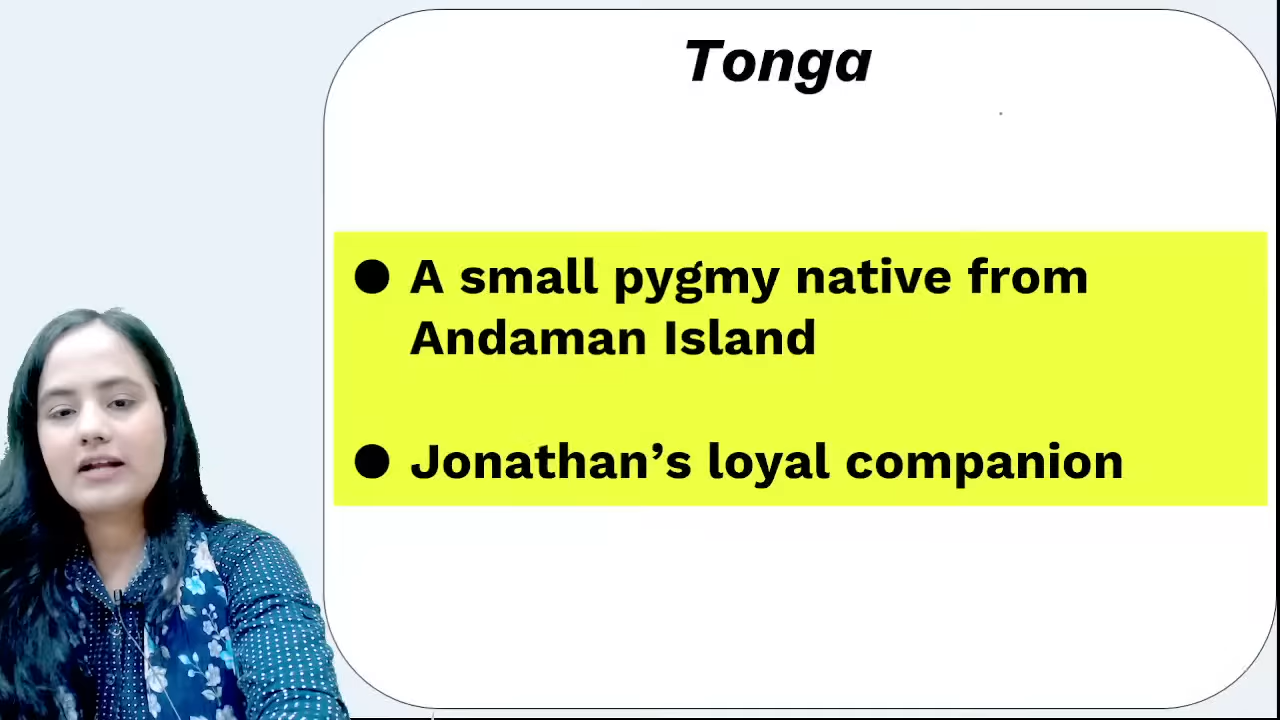 Tonga
● A small pygmy native from
Andaman Island
● Jonathan’s loyal companion